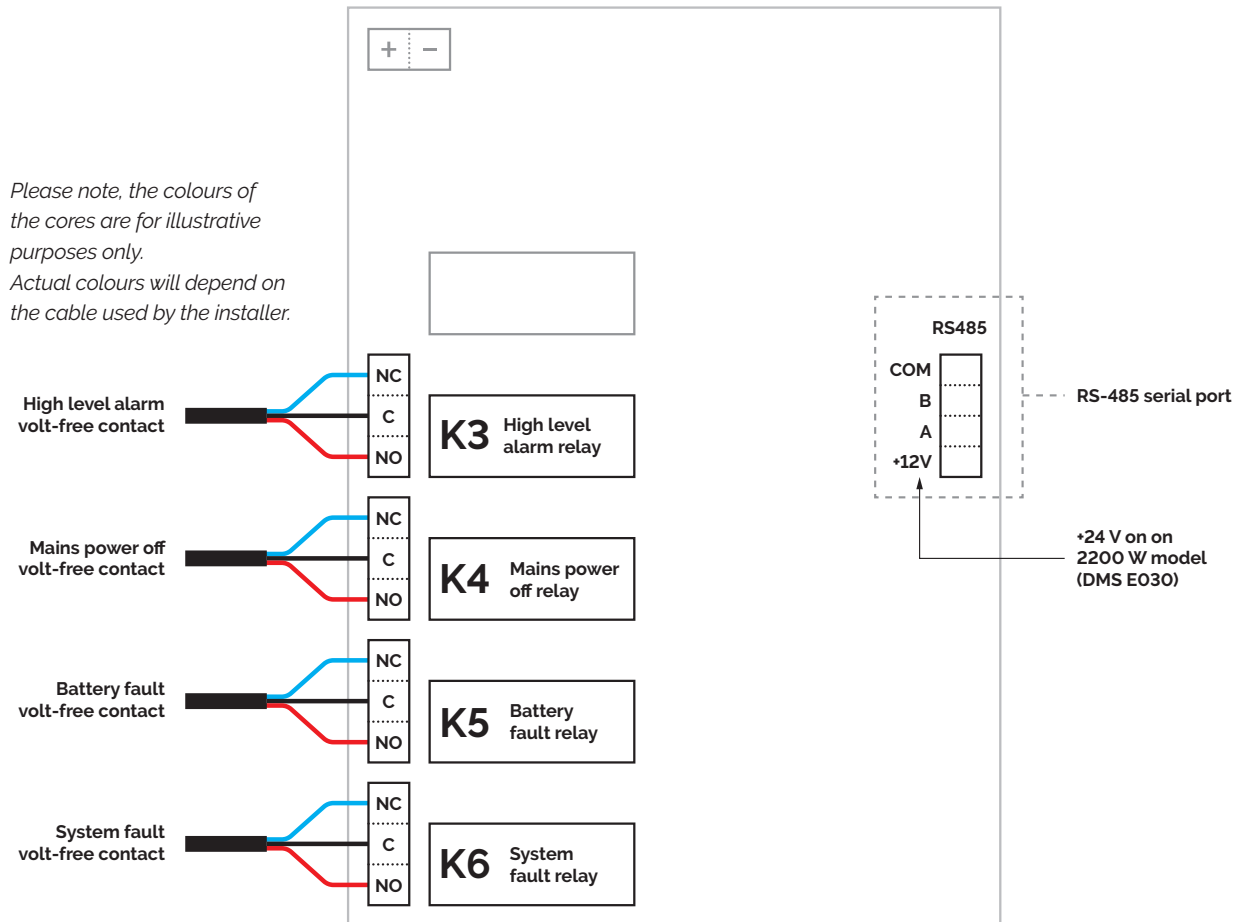 + −
Please note, the colours of
the cores are for illustrative
purposes only.
Actual colours will depend on
the cable used by the installer.
High level alarm
volt-free contact
NC
C
NO
K3
High level
alarm relay
Mains power off
volt-free contact
NC
C
NO
K4
Mains power
off relay
Battery fault
volt-free contact
NC
C
NO
K5
Battery
fault relay
System fault
volt-free contact
NC
C
NO
K6
System
fault relay
RS485
COM
B
A
+12V
RS-485 serial port
+24 V on on
2200 W model
(DMS E030)